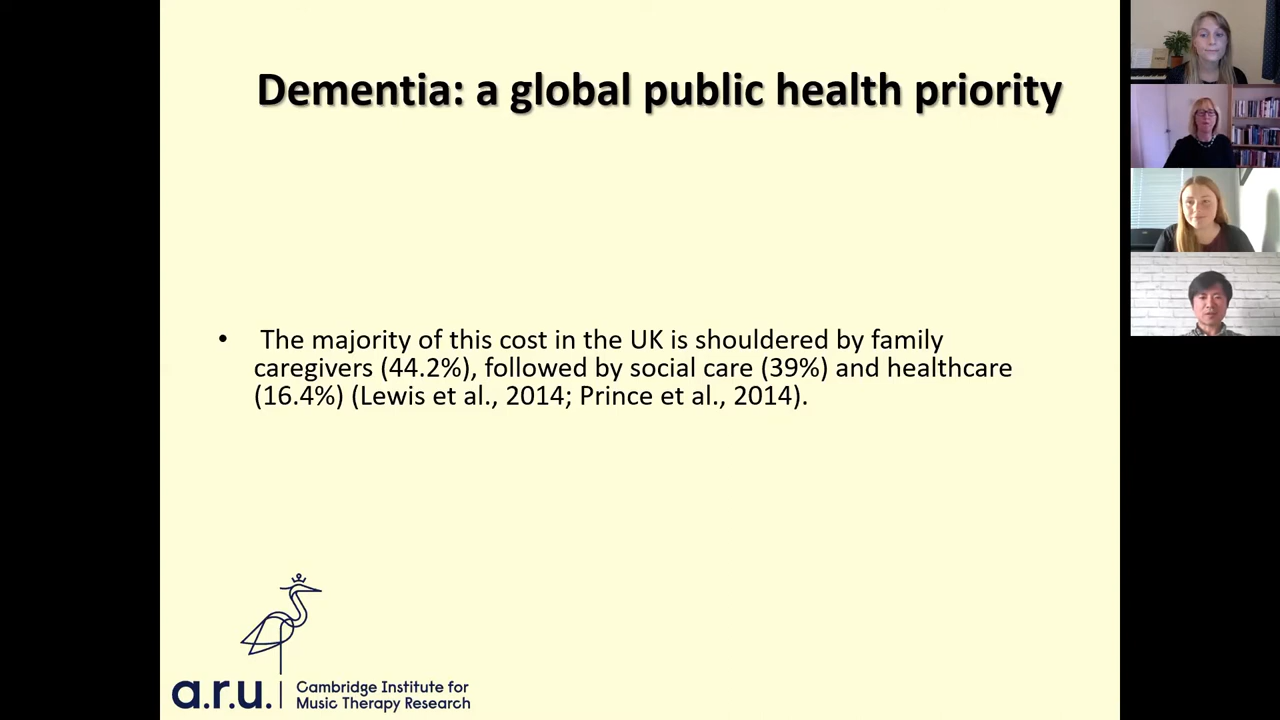 Dementia: a global public health priority
• The majority of this cost in the UK is shouldered by family
caregivers (44.2%), followed by social care (39%) and healthcare
(16.4%) (Lewis et al., 2014; Prince et al., 2014).
a.r.u.
Cambridge Institute for
Music Therapy Research